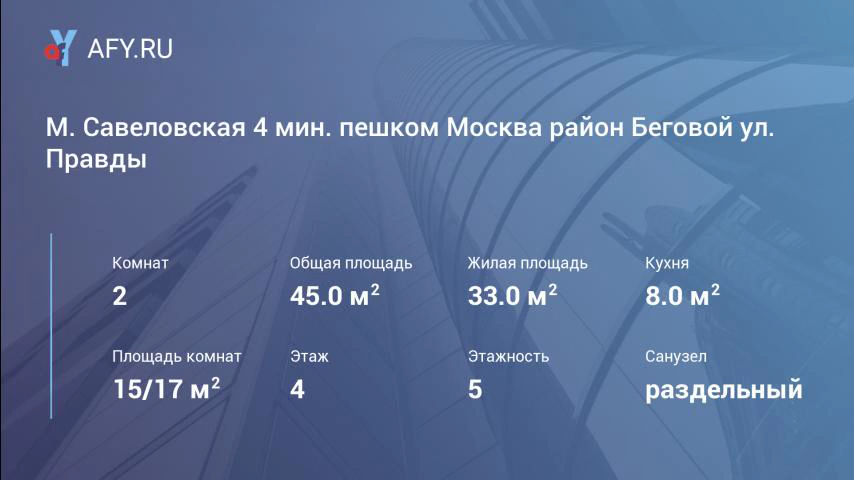 AFY.RU
М. Савеловская 4 мин. пешком Москва район Беговой ул.
Правды
Комнат
Общая площадь
Жилая площадь
Кухня
2
45.0 м²
33.0 м²
8.0 м²
Площадь комнат
Этаж
Этажность
Санузел
15/17 м²
4
5
раздельный